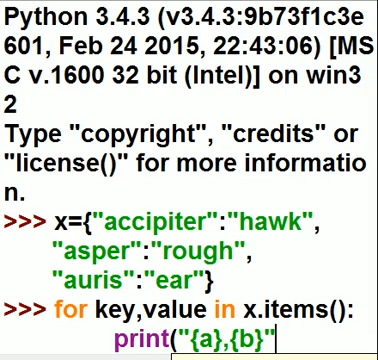 Python 3.4.3 (v3.4.3:9b73f1c3e
601, Feb 24 2015, 22:43:06) [MS
C v.1600 32 bit (Intel)] on win3
2
Type "copyright", "credits" or
"license()" for more informatio
n.
>>> x={"accipiter":"hawk",
"asper":"rough",
"auris":"ear"}
>>> for key,value in x.items():
print("{a},{b}"